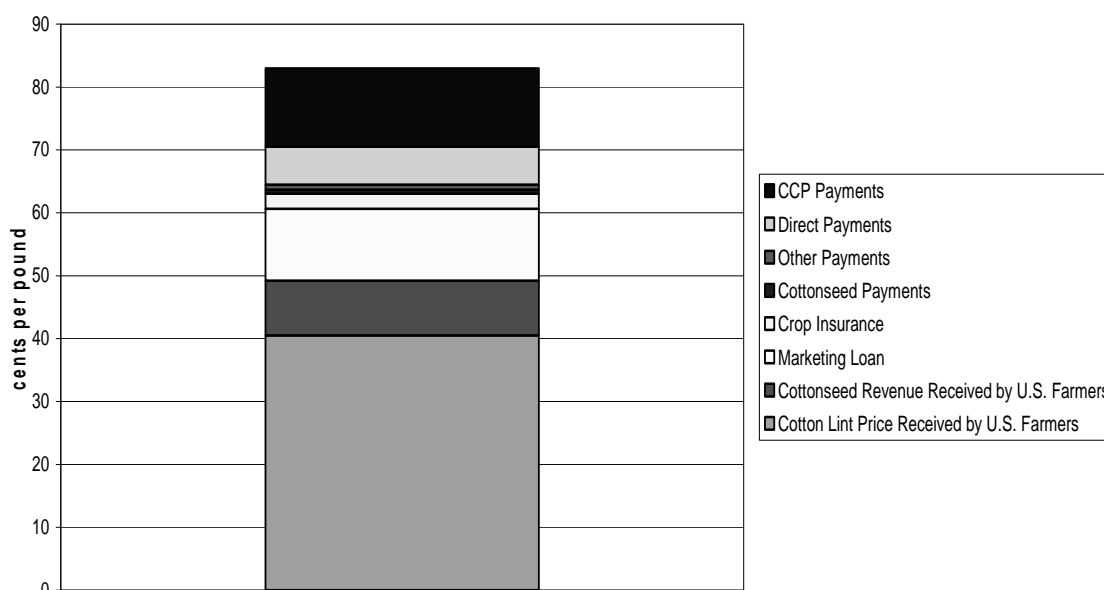 90
80
70
60
50
40
30
20
10
0
cents per pound
CCP Payments
Direct Payments
Other Payments
Cottonseed Payments
Crop Insurance
Marketing Loan
Cottonseed Revenue Received by U.S. Farmers
Cotton Lint Price Received by U.S. Farmers